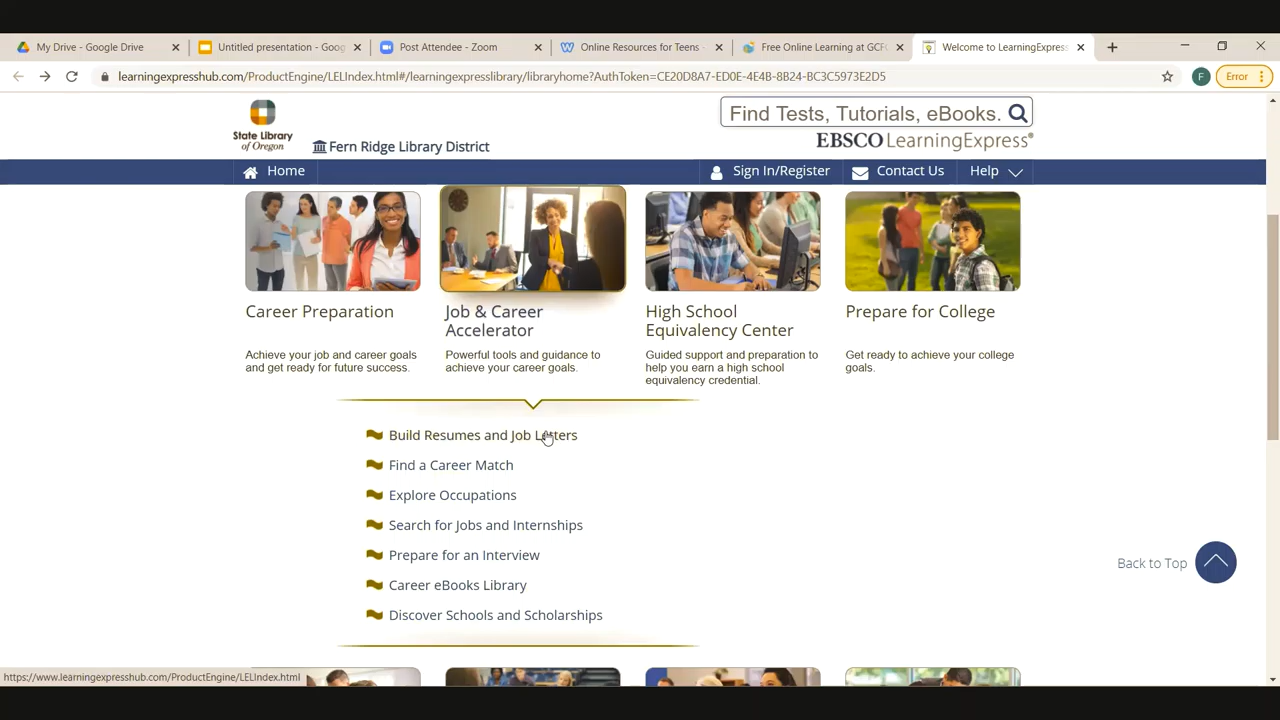 My Drive - Google Drive
Untitled presentation - Goog
Post Attendee - Zoom
Online Resources for Teens -
Free Online Learning at GCFG
Welcome to LearningExpress
learningexpresshub.com/ProductEngine/LELIndex.html#/learningexpresslibrary/libraryhome?AuthToken=CE20D8A7-ED0E-4E4B-8B24-BC3C5973E2D5
F
Error
State Library
of Oregon
Fern Ridge Library District
Find Tests, Tutorials, eBooks.
EBSCO LearningExpress®
Home
Sign In/Register
Contact Us
Help
Career Preparation
Achieve your job and career goals
and get ready for future success.
Job & Career
Accelerator
Powerful tools and guidance to
achieve your career goals.
High School
Equivalency Center
Guided support and preparation to
help you earn a high school
equivalency credential.
Prepare for College
Get ready to achieve your college
goals.
Build Resumes and Job Letters
Find a Career Match
Explore Occupations
Search for Jobs and Internships
Prepare for an Interview
Career eBooks Library
Discover Schools and Scholarships
Back to Top
https://www.learningexpresshub.com/ProductEngine/LELIndex.html